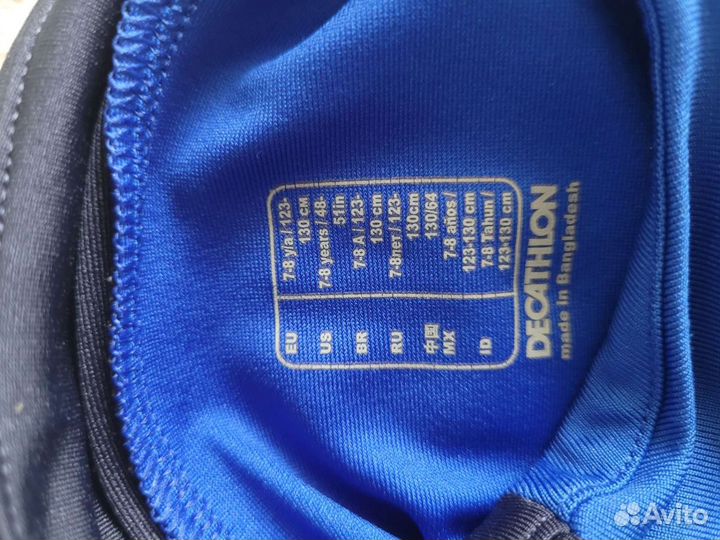 EU 7-8 y/a / 123-
130 см
US 7-8 years / 48-
51in
BR 7-8 A / 123-
130 cm
RU 7-8лет / 123-
130cm
中国 130/64
MX 7-8 años /
123-130 cm
ID 7-8 Tahun /
123-130 cm
DECATHLON
made in Bangladesh
Avito